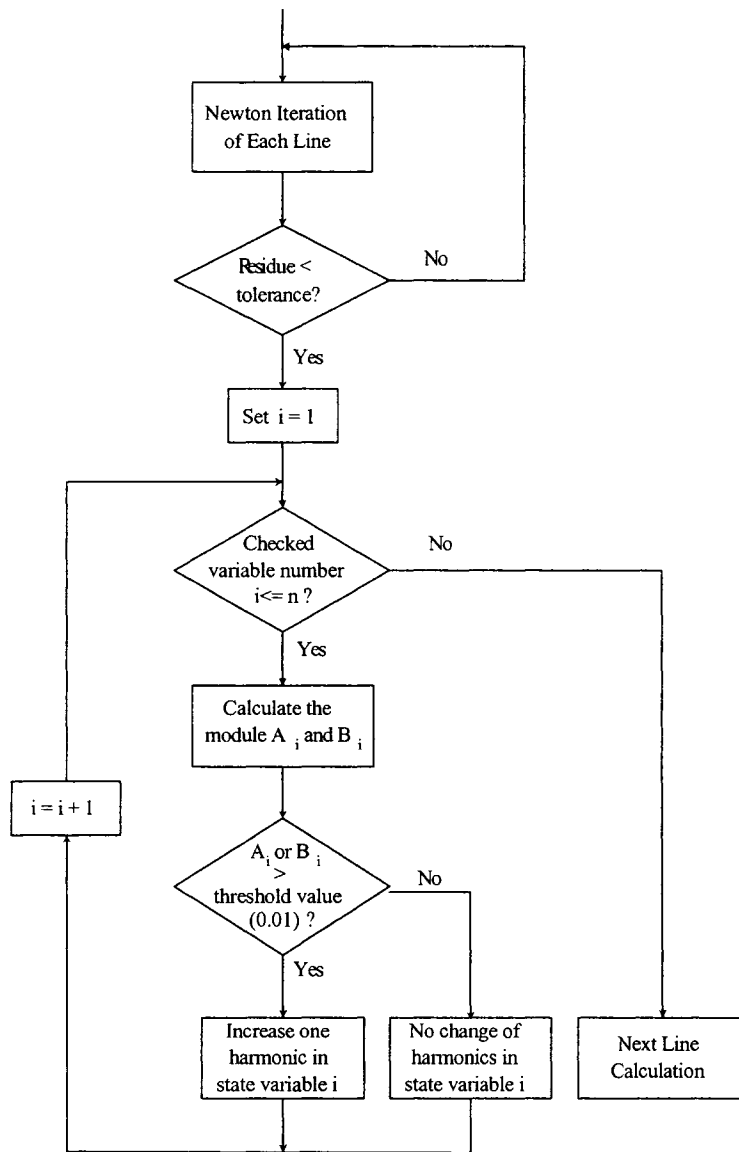 Newton Iteration
of Each Line
Residue <
tolerance?
No
Yes
Set i = 1
Checked
variable number
i<= n ?
No
Yes
Calculate the
module A i and B i
i = i + 1
A i or B i
>
threshold value
(0.01) ?
No
Yes
Increase one
harmonic in
state variable i
No change of
harmonics in
state variable i
Next Line
Calculation